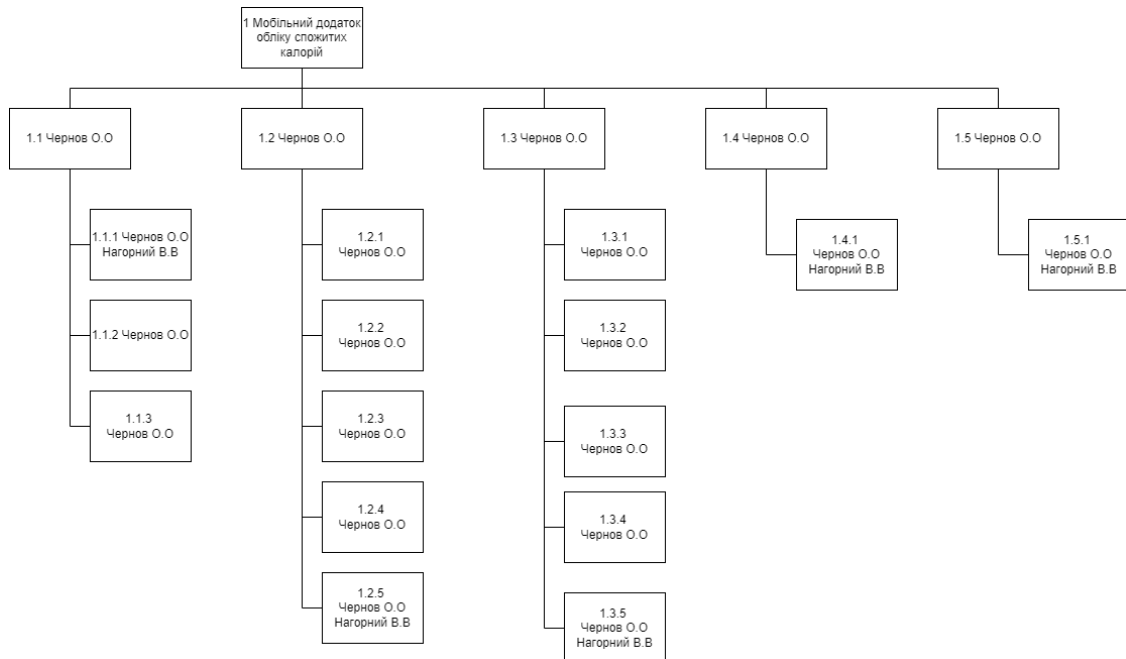 1 Мобільний додаток
обліку спожитих
калорій
1.1 Чернов О.О
1.2 Чернов О.О
1.3 Чернов О.О
1.4 Чернов О.О
1.5 Чернов О.О
1.1.1 Чернов О.О
Нагорний В.В
1.1.2 Чернов О.О
1.1.3
Чернов О.О
1.2.1
Чернов О.О
1.2.2
Чернов О.О
1.2.3
Чернов О.О
1.2.4
Чернов О.О
1.2.5
Чернов О.О
Нагорний В.В
1.3.1
Чернов О.О
1.3.2
Чернов О.О
1.3.3
Чернов О.О
1.3.4
Чернов О.О
1.3.5
Чернов О.О
Нагорний В.В
1.4.1
Чернов О.О
Нагорний В.В
1.5.1
Чернов О.О
Нагорний В.В